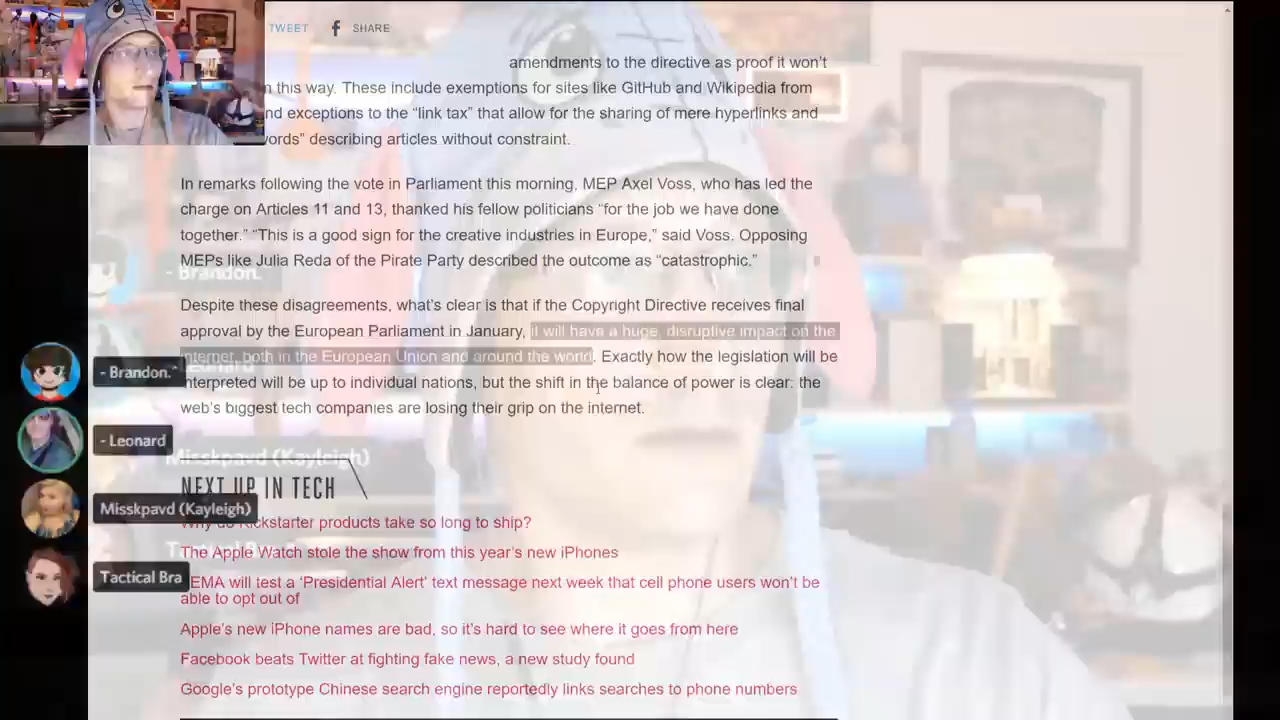 TWEET SHARE
amendments to the directive as proof it won’t
n this way. These include exemptions for sites like GitHub and Wikipedia from
nd exceptions to the “link tax” that allow for the sharing of mere hyperlinks and
ords” describing articles without constraint.
In remarks following the vote in Parliament this morning, MEP Axel Voss, who has led the
charge on Articles 11 and 13, thanked his fellow politicians “for the job we have done
together.” “This is a good sign for the creative industries in Europe,” said Voss. Opposing
MEPs like Julia Reda of the Pirate Party described the outcome as “catastrophic.”
- Brandon.
Despite these disagreements, what’s clear is that if the Copyright Directive receives final
approval by the European Parliament in January, it will have a huge, disruptive impact on the
internet, both in the European Union and around the world. Exactly how the legislation will be
- Brandon.
Leonard
interpreted will be up to individual nations, but the shift in the balance of power is clear: the
web’s biggest tech companies are losing their grip on the internet.
- Leonard
Misskpavd (Kayleigh)
NEXT UP IN TECH
Misskpavd (Kayleigh)
Why do Kickstarter products take so long to ship?
The Apple Watch stole the show from this year’s new iPhones
Tactical Bra
FEMA will test a ‘Presidential Alert’ text message next week that cell phone users won’t be
able to opt out of
Apple’s new iPhone names are bad, so it’s hard to see where it goes from here
Facebook beats Twitter at fighting fake news, a new study found
Google’s prototype Chinese search engine reportedly links searches to phone numbers